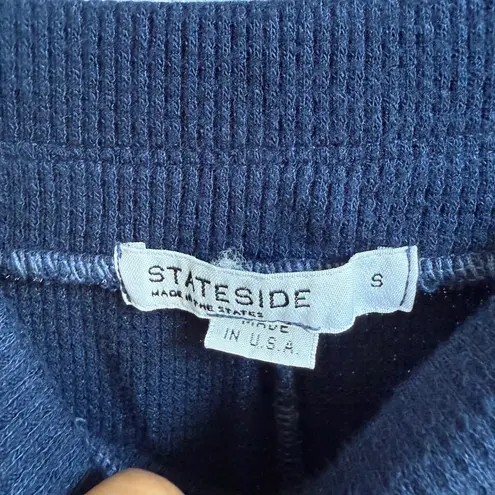 STATESIDE
MADE IN THE STATES
S
MADE
IN U.S.A.